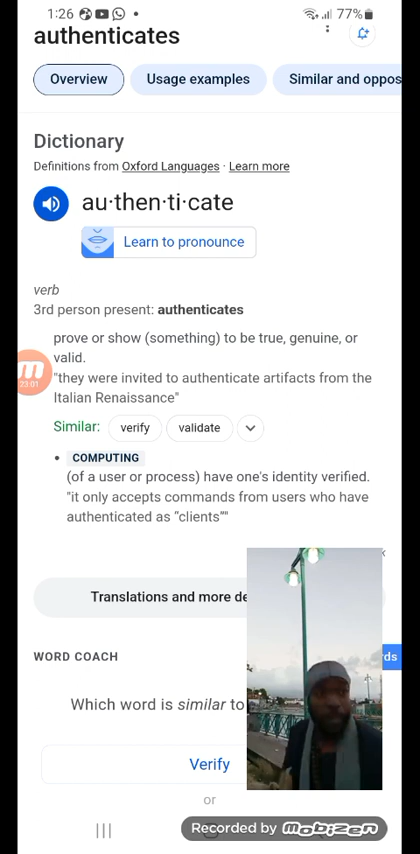 1:26 77%
authenticates
Overview Usage examples Similar and oppos
Dictionary
Definitions from Oxford Languages · Learn more
au·then·ti·cate
Learn to pronounce
verb
3rd person present: authenticates
prove or show (something) to be true, genuine, or
valid.
"they were invited to authenticate artifacts from the
Italian Renaissance"
23:01
Similar: verify validate
• COMPUTING
(of a user or process) have one's identity verified.
"it only accepts commands from users who have
authenticated as “clients”"
Translations and more de
ds
WORD COACH
Which word is similar to
Verify
or
Recorded by mobizen